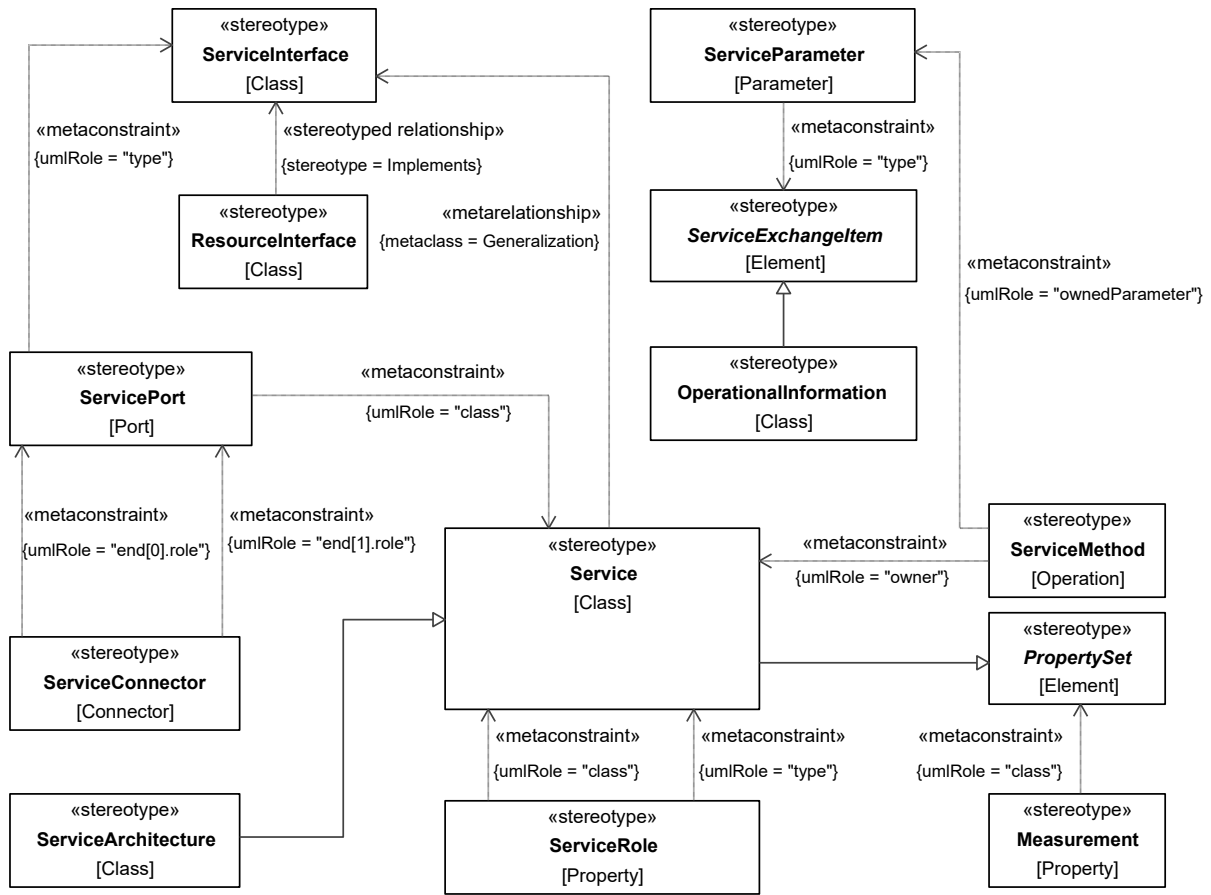 «stereotype»
ServiceInterface
[Class]
«stereotype»
ServiceParameter
[Parameter]
«metaconstraint»
{umlRole = "type"}
«stereotyped relationship»
{stereotype = Implements}
«metaconstraint»
{umlRole = "type"}
«stereotype»
ResourceInterface
[Class]
«metarelationship»
{metaclass = Generalization}
«stereotype»
ServiceExchangeItem
[Element]
«metaconstraint»
{umlRole = "ownedParameter"}
«stereotype»
ServicePort
[Port]
«metaconstraint»
{umlRole = "class"}
«stereotype»
OperationalInformation
[Class]
«metaconstraint»
{umlRole = "end[0].role"}
«metaconstraint»
{umlRole = "end[1].role"}
«stereotype»
Service
[Class]
«metaconstraint»
{umlRole = "owner"}
«stereotype»
ServiceMethod
[Operation]
«stereotype»
ServiceConnector
[Connector]
«stereotype»
PropertySet
[Element]
«metaconstraint»
{umlRole = "class"}
«metaconstraint»
{umlRole = "type"}
«metaconstraint»
{umlRole = "class"}
«stereotype»
ServiceArchitecture
[Class]
«stereotype»
ServiceRole
[Property]
«stereotype»
Measurement
[Property]